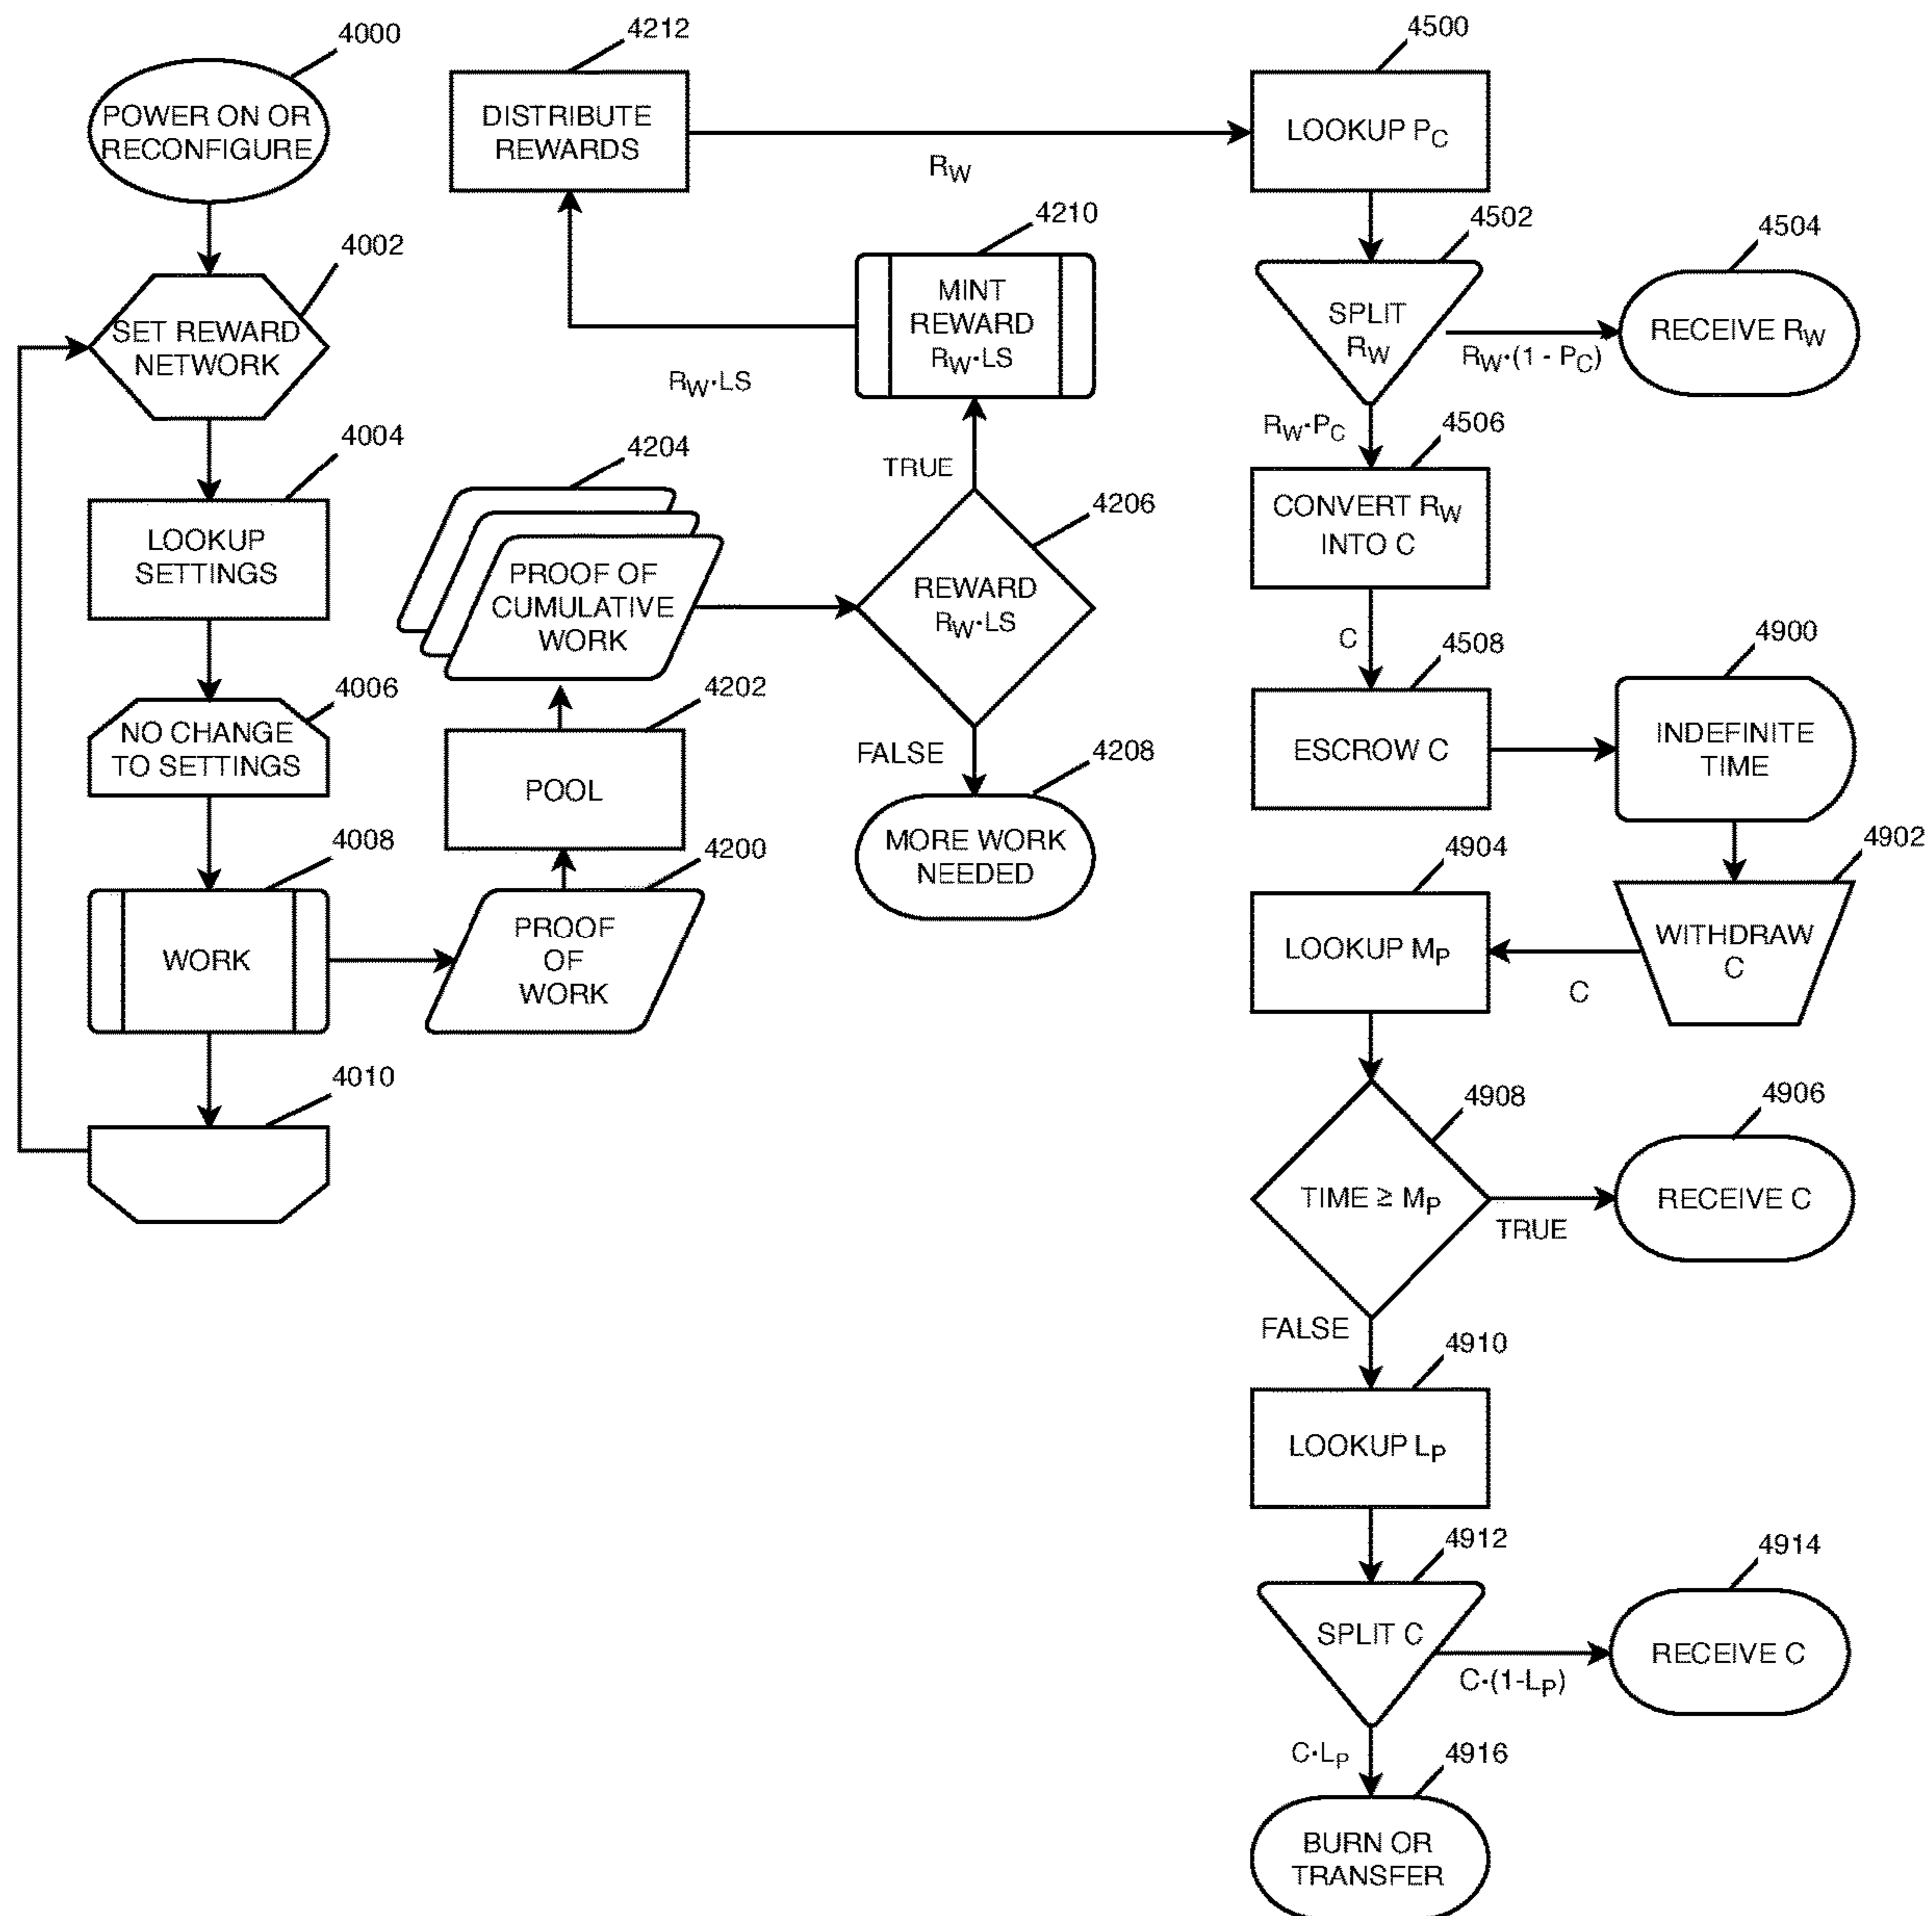 4000
POWER ON OR
RECONFIGURE
4002
SET REWARD
NETWORK
4004
LOOKUP
SETTINGS
4006
NO CHANGE
TO SETTINGS
4008
WORK
4010
4200
PROOF
OF
WORK
4202
POOL
4204
PROOF OF
CUMULATIVE
WORK
4206
REWARD
RW·LS
FALSE
4208
MORE WORK
NEEDED
TRUE
4210
MINT
REWARD
RW·LS
RW·LS
4212
DISTRIBUTE
REWARDS
RW
4500
LOOKUP PC
4502
SPLIT
RW
RW·(1 - PC)
4504
RECEIVE RW
RW·PC
4506
CONVERT RW
INTO C
C
4508
ESCROW C
4900
INDEFINITE
TIME
4902
WITHDRAW
C
C
4904
LOOKUP MP
4908
TIME ≥ MP
TRUE
4906
RECEIVE C
FALSE
4910
LOOKUP LP
4912
SPLIT C
C·(1-LP)
4914
RECEIVE C
C·LP
4916
BURN OR
TRANSFER